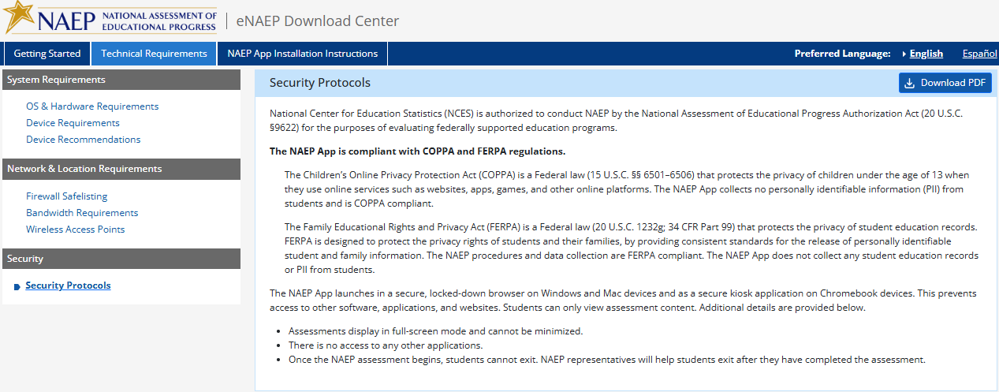 NAEP NATIONAL ASSESSMENT OF
EDUCATIONAL PROGRESS
eNAEP Download Center
Getting Started Technical Requirements NAEP App Installation Instructions Preferred Language: English Español
System Requirements
OS & Hardware Requirements
Device Requirements
Device Recommendations
Network & Location Requirements
Firewall Safelisting
Bandwidth Requirements
Wireless Access Points
Security
Security Protocols
Security Protocols
Download PDF
National Center for Education Statistics (NCES) is authorized to conduct NAEP by the National Assessment of Educational Progress Authorization Act (20 U.S.C.
§9622) for the purposes of evaluating federally supported education programs.
The NAEP App is compliant with COPPA and FERPA regulations.
The Children's Online Privacy Protection Act (COPPA) is a Federal law (15 U.S.C. §§ 6501–6506) that protects the privacy of children under the age of 13 when
they use online services such as websites, apps, games, and other online platforms. The NAEP App collects no personally identifiable information (PII) from
students and is COPPA compliant.
The Family Educational Rights and Privacy Act (FERPA) is a Federal law (20 U.S.C. 1232g; 34 CFR Part 99) that protects the privacy of student education records.
FERPA is designed to protect the privacy rights of students and their families, by providing consistent standards for the release of personally identifiable
student and family information. The NAEP procedures and data collection are FERPA compliant. The NAEP App does not collect any student education records
or PII from students.
The NAEP App launches in a secure, locked-down browser on Windows and Mac devices and as a secure kiosk application on Chromebook devices. This prevents
access to other software, applications, and websites. Students can only view assessment content. Additional details are provided below.
• Assessments display in full-screen mode and cannot be minimized.
• There is no access to any other applications.
• Once the NAEP assessment begins, students cannot exit. NAEP representatives will help students exit after they have completed the assessment.